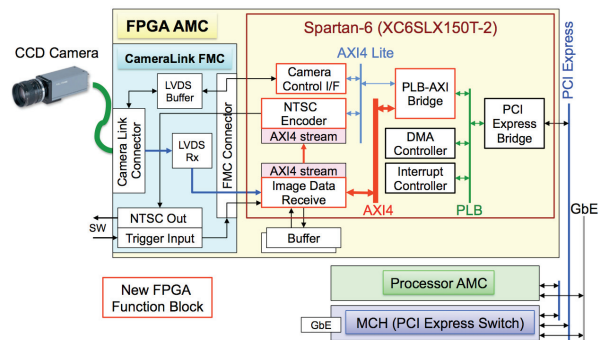 FPGA AMC
Spartan-6 (XC6SLX150T-2)
CCD Camera
CameraLink FMC
AXI4 Lite
PCI Express
LVDS
Buffer
Camera
Control I/F
PLB-AXI
Bridge
NTSC
Encoder
AXI4 stream
PCI
Express
Bridge
Camera Link
Connector
LVDS
Rx
FMC Connector
DMA
Controller
AXI4 stream
Image Data
Receive
Interrupt
Controller
AXI4
PLB
GbE
NTSC Out
SW
Trigger Input
Buffer
New FPGA
Function Block
Processor AMC
GbE
MCH (PCI Express Switch)